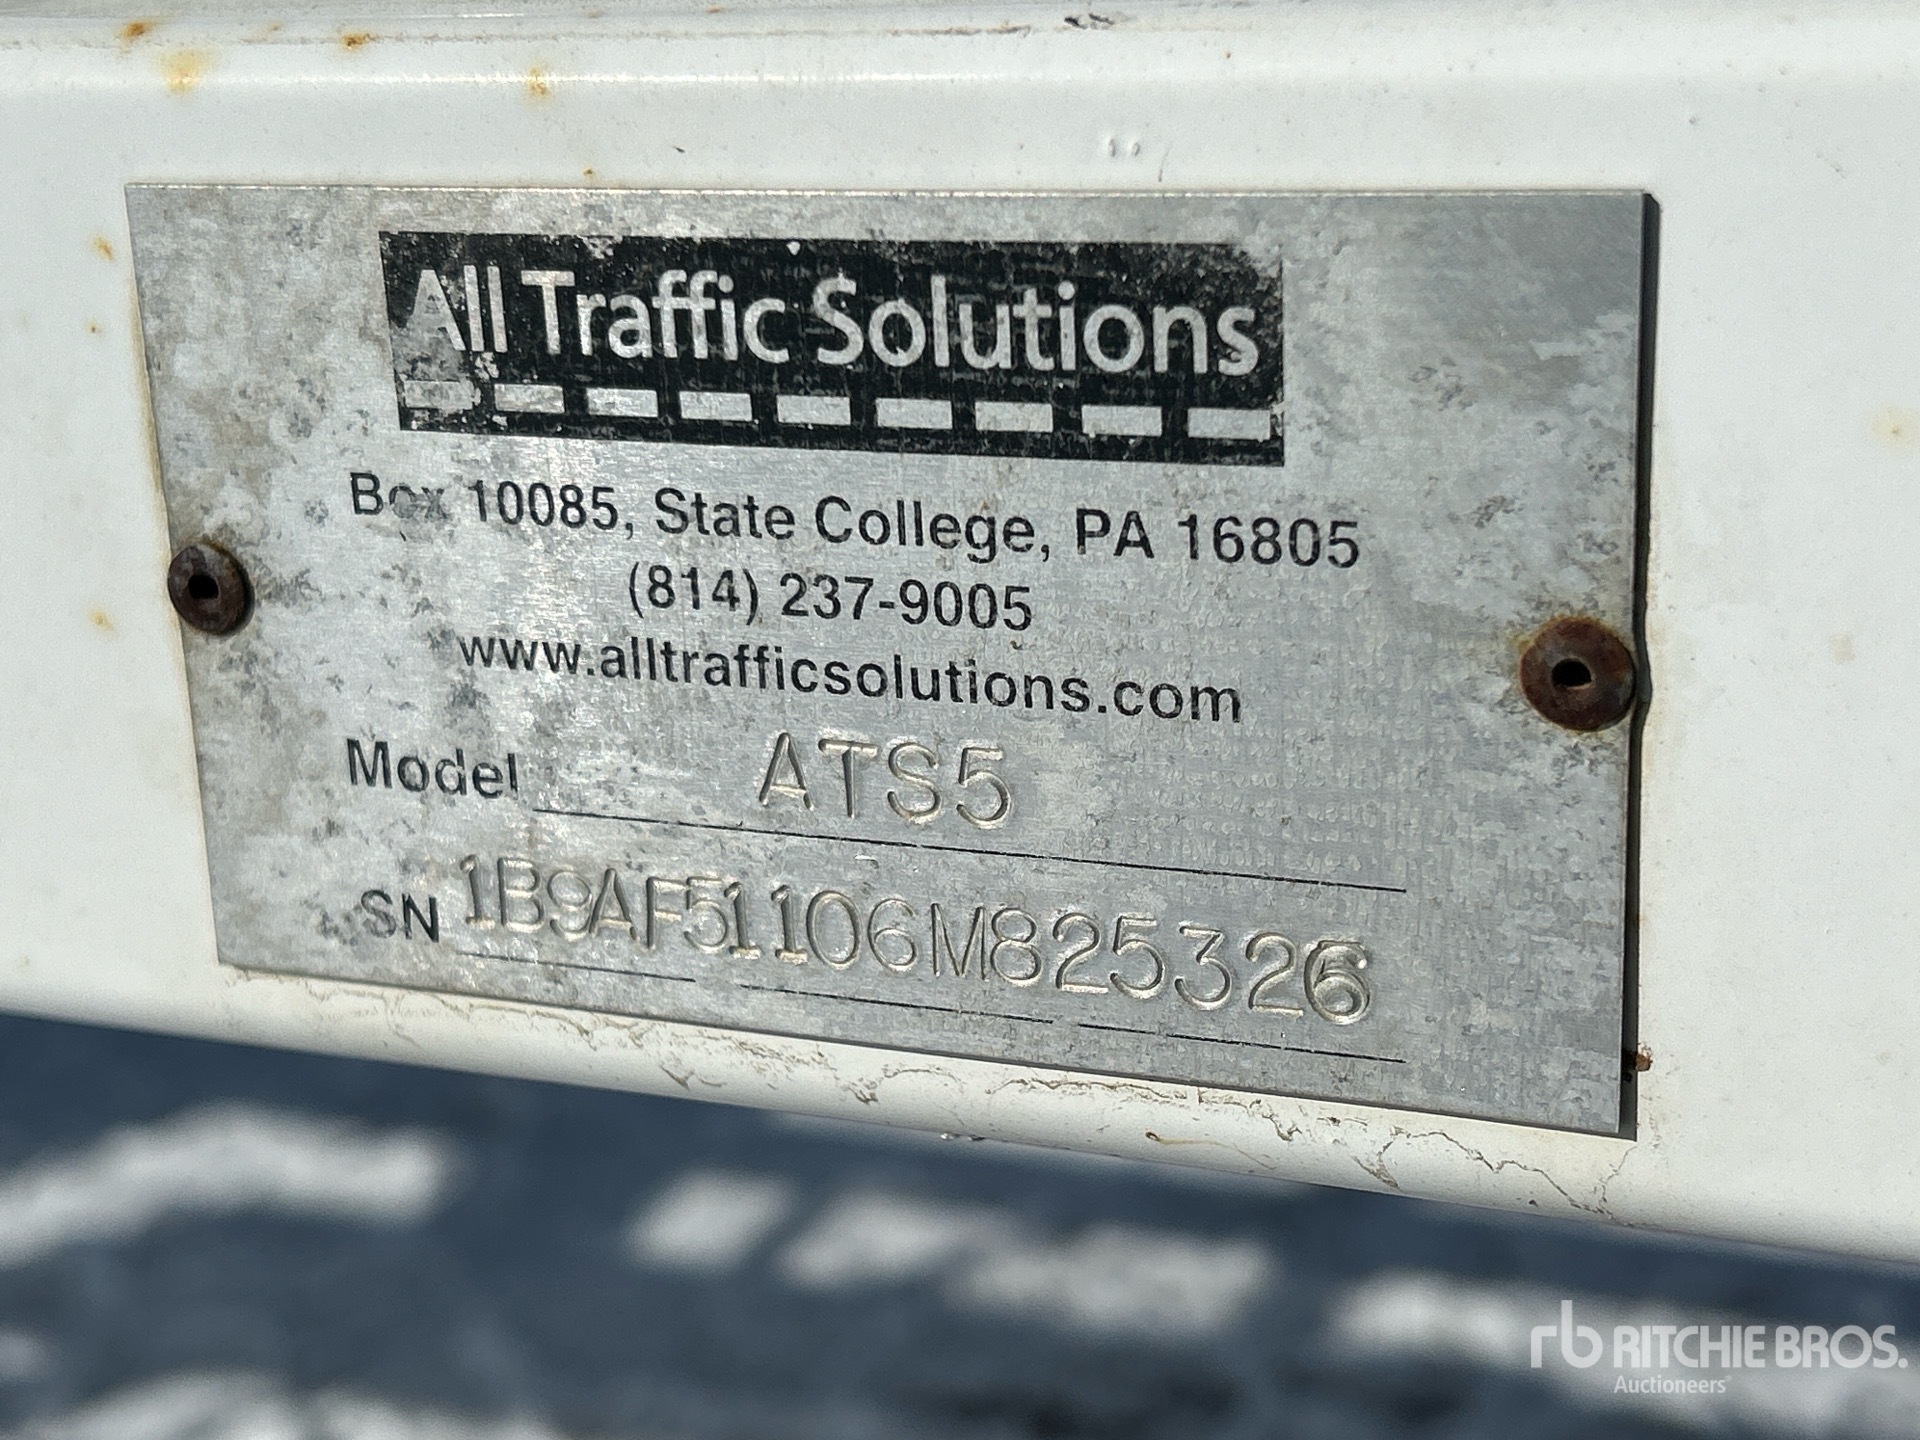 All Traffic Solutions
Box 10085, State College, PA 16805
(814) 237-9005
www.alltrafficsolutions.com
Model ATS5
SN 1B9AF51106M825326
rb RITCHIE BROS.
Auctioneers